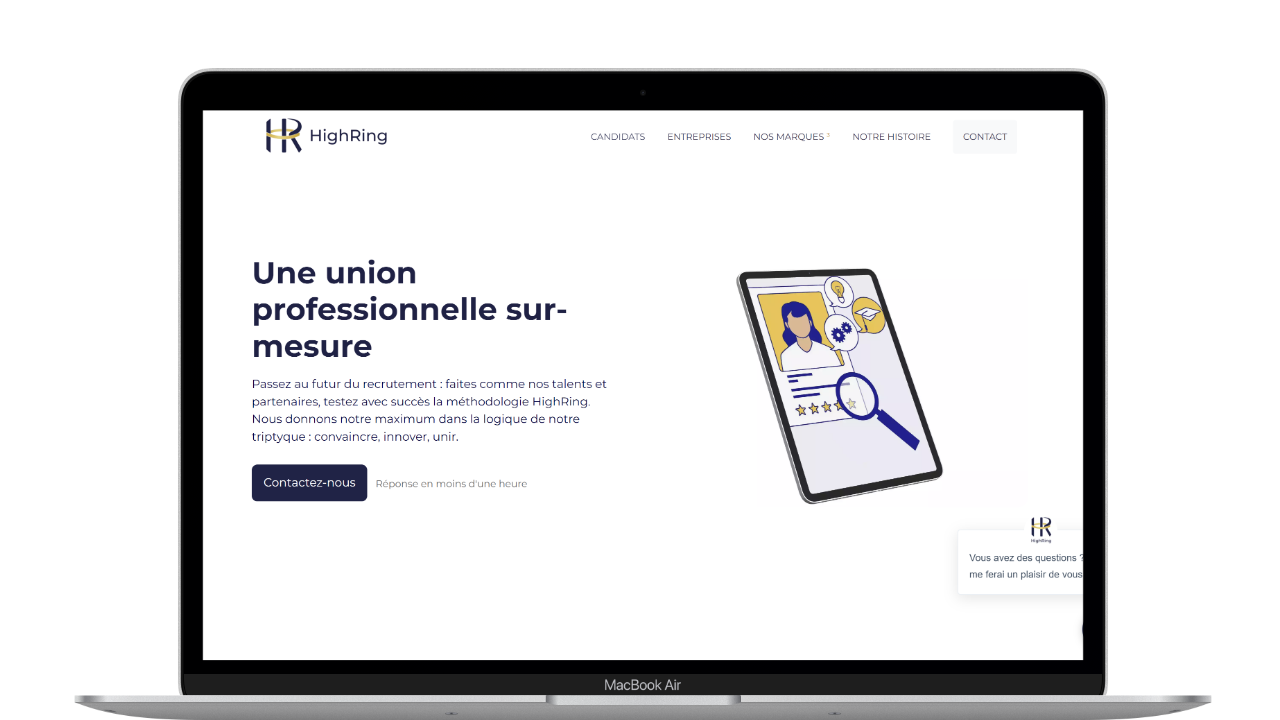 HR HighRing
CANDIDATS ENTREPRISES NOS MARQUES ³ NOTRE HISTOIRE CONTACT
Une union
professionnelle sur-
mesure
Passez au futur du recrutement : faites comme nos talents et
partenaires, testez avec succès la méthodologie HighRing.
Nous donnons notre maximum dans la logique de notre
triptyque : convaincre, innover, unir.
Contactez-nous Réponse en moins d'une heure
HR
HighRing
Vous avez des questions ?
me ferai un plaisir de vous
MacBook Air